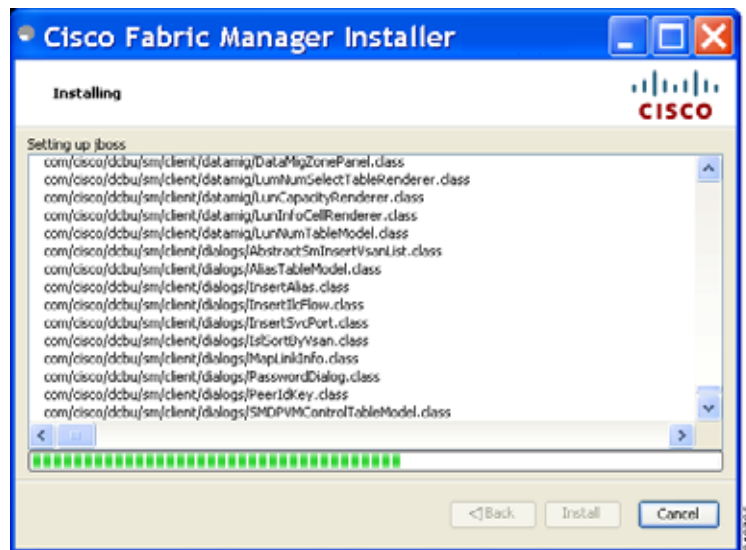 Cisco Fabric Manager Installer
Installing
CISCO
Setting up jboss
com/cisco/dcbu/sm/client/datamig/DataMigZonePanel.class
com/cisco/dcbu/sm/client/datamig/LumNumSelectTableRenderer.class
com/cisco/dcbu/sm/client/datamig/LunCapacityRenderer.class
com/cisco/dcbu/sm/client/datamig/LunInfoCellRenderer.class
com/cisco/dcbu/sm/client/datamig/LunNumTableModel.class
com/cisco/dcbu/sm/client/dialogs/AbstractSmInsertVsanList.class
com/cisco/dcbu/sm/client/dialogs/AliasTableModel.class
com/cisco/dcbu/sm/client/dialogs/InsertAlias.class
com/cisco/dcbu/sm/client/dialogs/InsertIlcFlow.class
com/cisco/dcbu/sm/client/dialogs/InsertSvcPort.class
com/cisco/dcbu/sm/client/dialogs/IslSortByVsan.class
com/cisco/dcbu/sm/client/dialogs/MapLinkInfo.class
com/cisco/dcbu/sm/client/dialogs/PasswordDialog.class
com/cisco/dcbu/sm/client/dialogs/PeerIdKey.class
com/cisco/dcbu/sm/client/dialogs/SMDPVMControlTableModel.class
Back Install Cancel